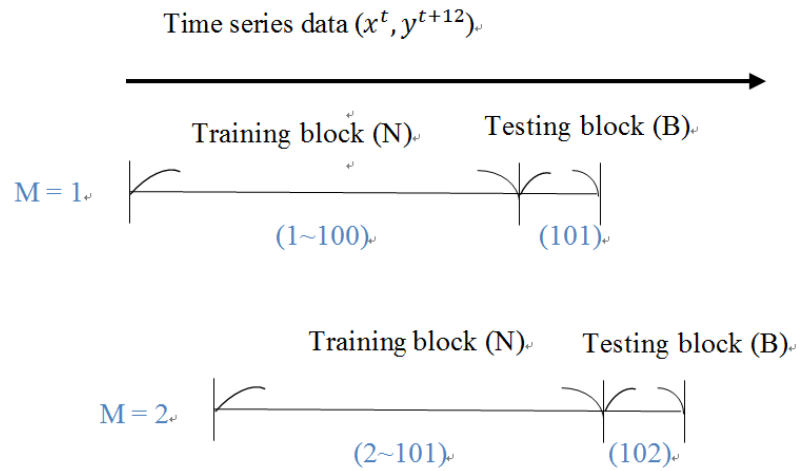 Time series data (x^t, y^{t+12})
Training block (N) Testing block (B)
M = 1
(1~100) (101)
Training block (N) Testing block (B)
M = 2
(2~101) (102)